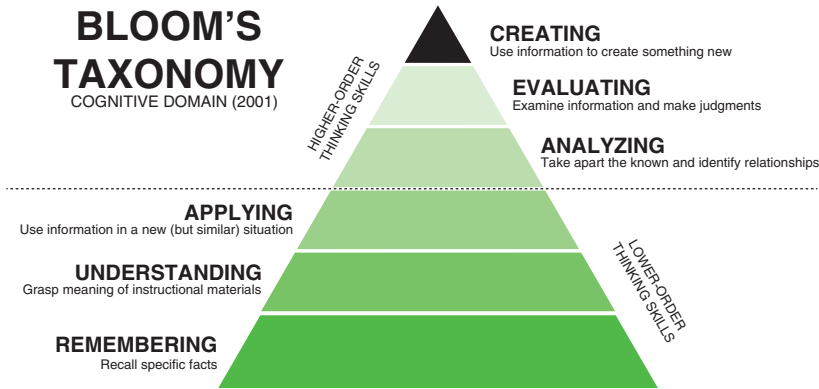 BLOOM’S
TAXONOMY
COGNITIVE DOMAIN (2001)
HIGHER-ORDER
THINKING SKILLS
CREATING
Use information to create something new
EVALUATING
Examine information and make judgments
ANALYZING
Take apart the known and identify relationships
APPLYING
Use information in a new (but similar) situation
UNDERSTANDING
Grasp meaning of instructional materials
REMEMBERING
Recall specific facts
LOWER-ORDER
THINKING SKILLS